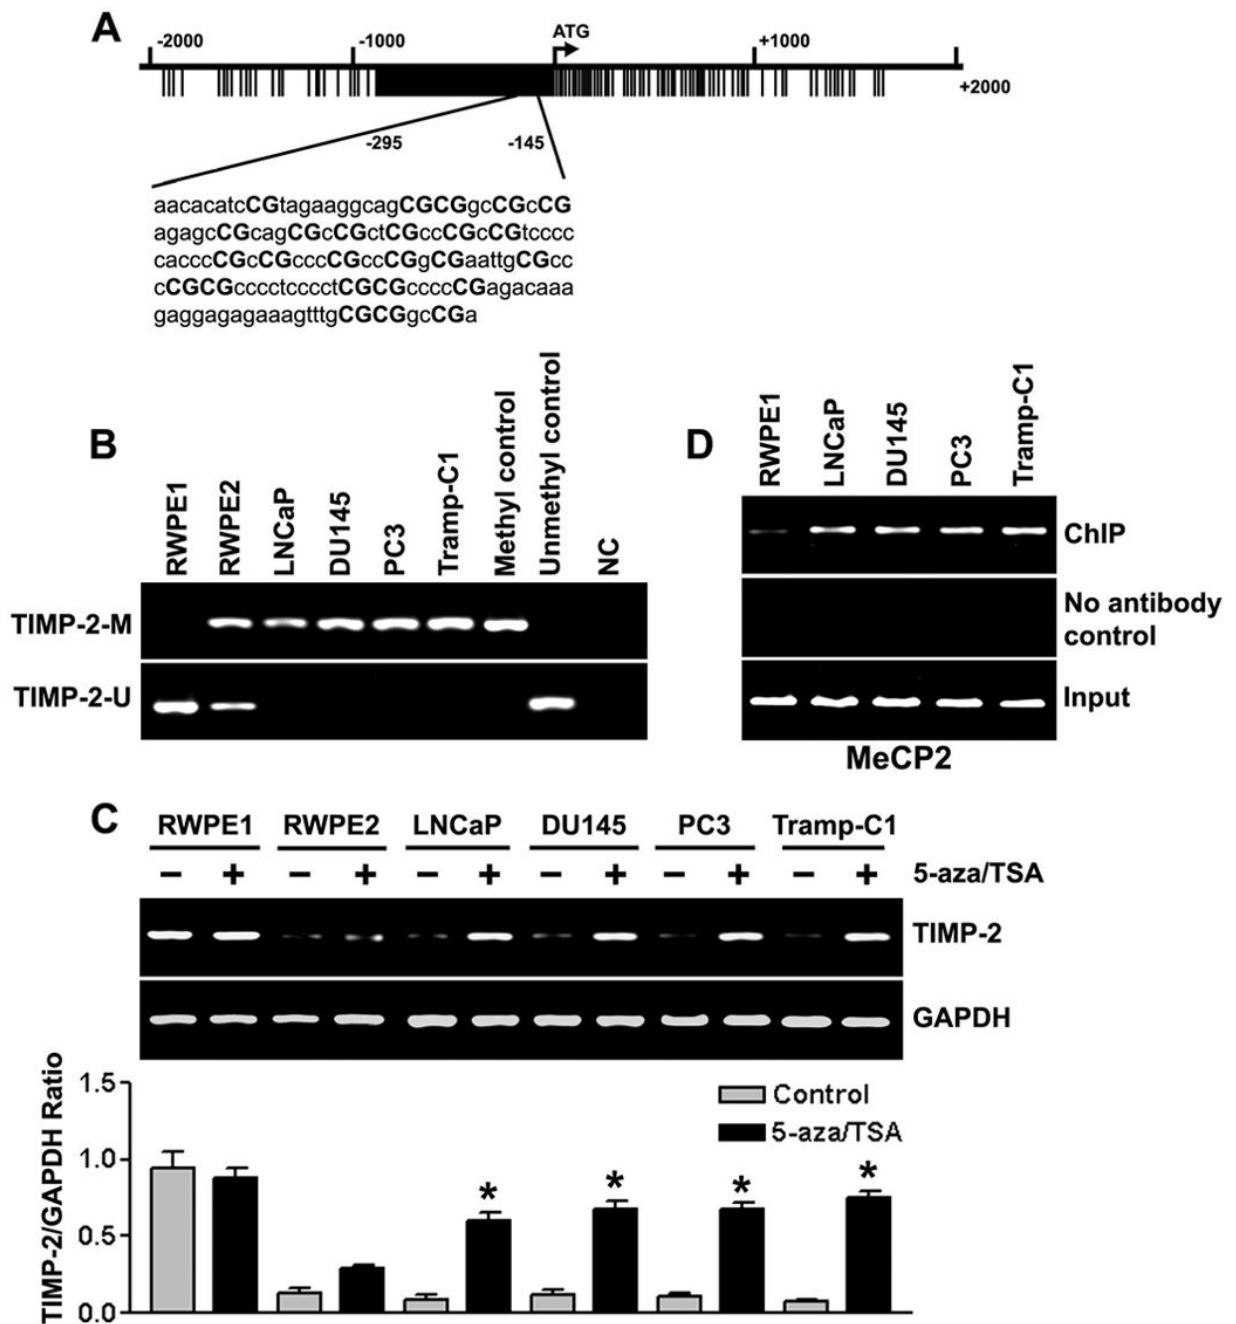 A
-2000
-1000
ATG
+1000
+2000
-295
-145
aacacatcCGtagaaggcagCGCGgcCGcCG
agagcCGcagCGcCGctCGccCGcCGtcccc
cacccCGcCGcccCGccCGgCGaattgCGcc
cCGCGcccctcccctCGCGccccCGagacaaa
gaggagagaaagtttgCGCGgcCGa
B
RWPE1
RWPE2
LNCaP
DU145
PC3
Tramp-C1
Methyl control
Unmethyl control
NC
TIMP-2-M
TIMP-2-U
D
RWPE1
LNCaP
DU145
PC3
Tramp-C1
ChIP
No antibody
control
Input
MeCP2
C
RWPE1 RWPE2 LNCaP DU145 PC3 Tramp-C1
− + − + − + − + − + − + 5-aza/TSA
TIMP-2
GAPDH
TIMP-2/GAPDH Ratio
1.5
1.0
0.5
0.0
Control
5-aza/TSA
* * * *